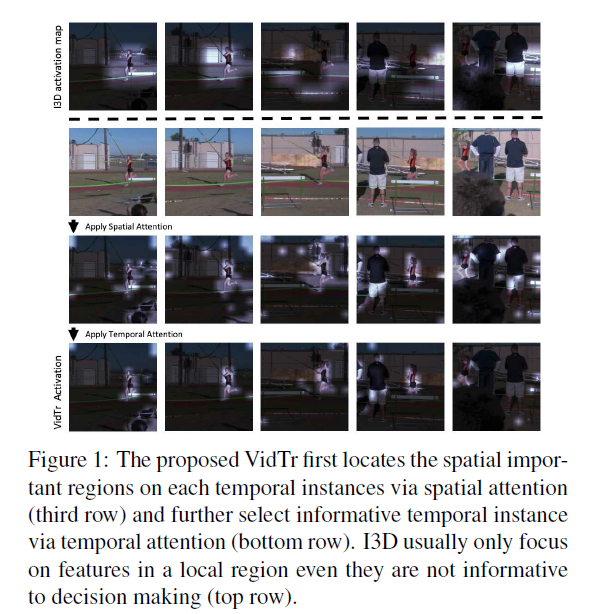 I3D activation map
Apply Spatial Attention
Apply Temporal Attention
VidTr Activation
Figure 1: The proposed VidTr first locates the spatial impor-
tant regions on each temporal instances via spatial attention
(third row) and further select informative temporal instance
via temporal attention (bottom row). I3D usually only focus
on features in a local region even they are not informative
to decision making (top row).